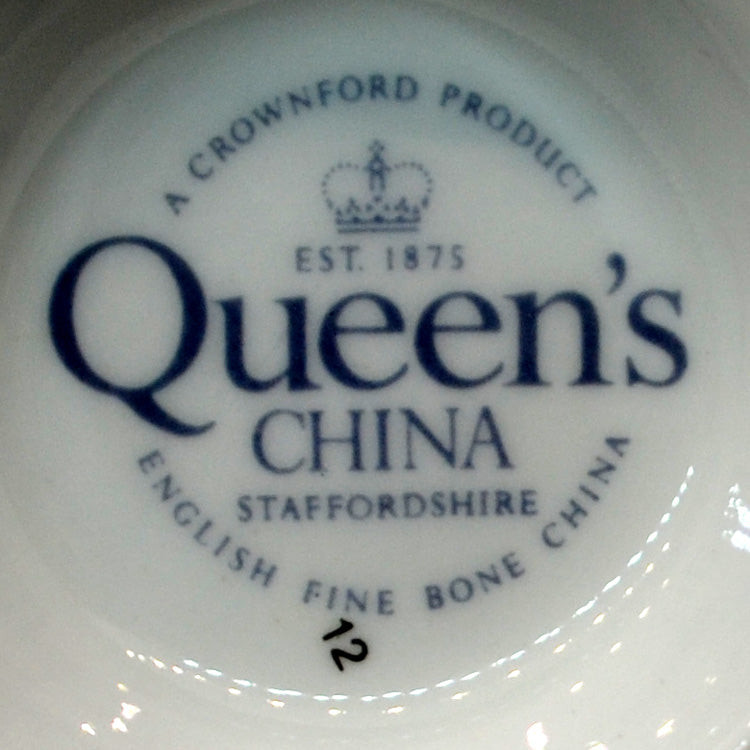 A CROWNFORD PRODUCT
EST. 1875
Queen's
CHINA
STAFFORDSHIRE
ENGLISH FINE BONE CHINA
12